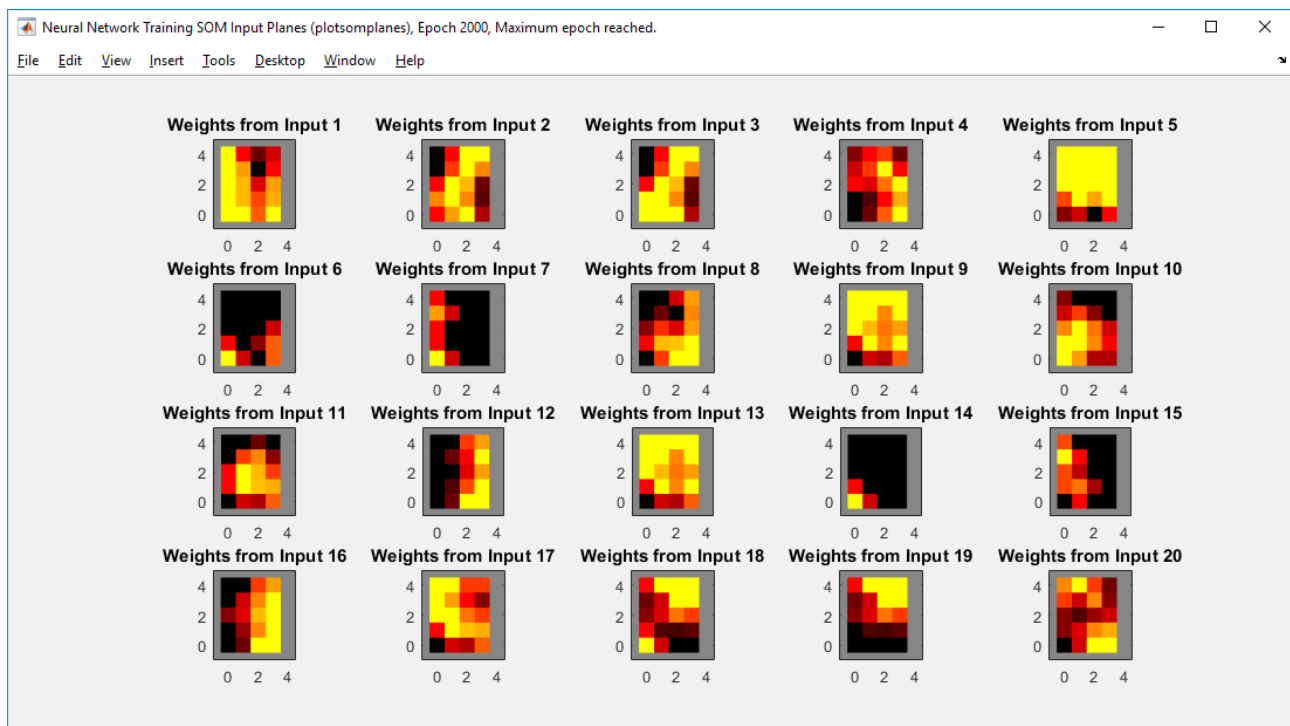 Neural Network Training SOM Input Planes (plotsomplanes), Epoch 2000, Maximum epoch reached.
File Edit View Insert Tools Desktop Window Help
Weights from Input 1 Weights from Input 2 Weights from Input 3 Weights from Input 4 Weights from Input 5
4 4 4 4 4
2 2 2 2 2
0 0 0 0 0
0 2 4 0 2 4 0 2 4 0 2 4 0 2 4
Weights from Input 6 Weights from Input 7 Weights from Input 8 Weights from Input 9 Weights from Input 10
4 4 4 4 4
2 2 2 2 2
0 0 0 0 0
0 2 4 0 2 4 0 2 4 0 2 4 0 2 4
Weights from Input 11 Weights from Input 12 Weights from Input 13 Weights from Input 14 Weights from Input 15
4 4 4 4 4
2 2 2 2 2
0 0 0 0 0
0 2 4 0 2 4 0 2 4 0 2 4 0 2 4
Weights from Input 16 Weights from Input 17 Weights from Input 18 Weights from Input 19 Weights from Input 20
4 4 4 4 4
2 2 2 2 2
0 0 0 0 0
0 2 4 0 2 4 0 2 4 0 2 4 0 2 4